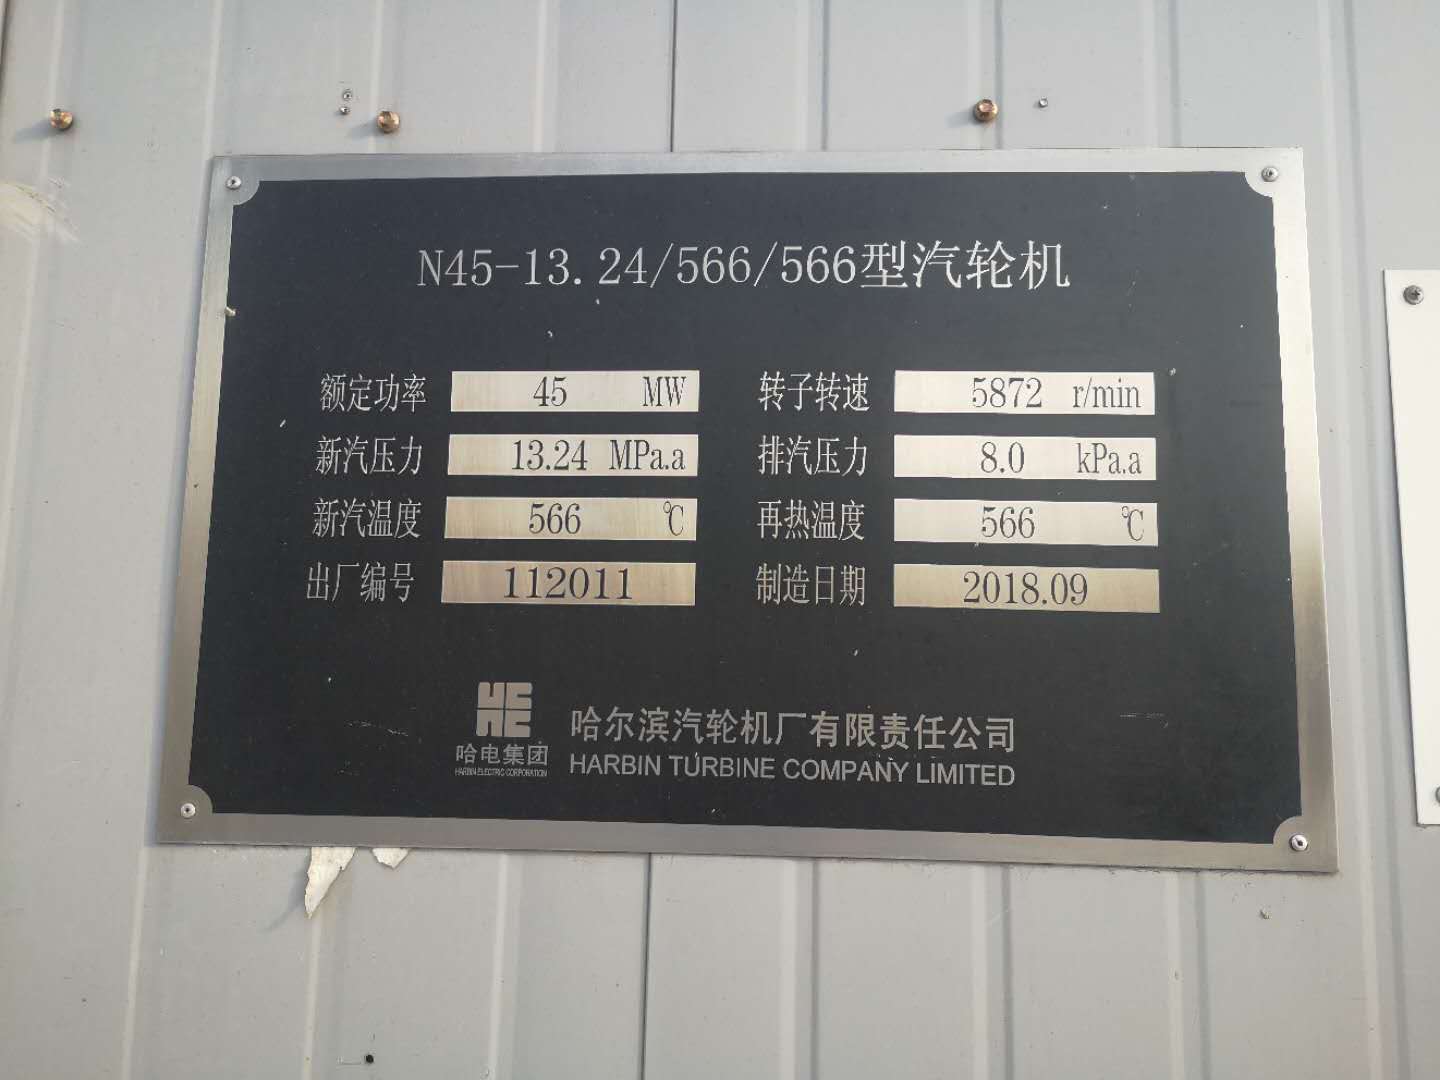 N45-13.24/566/566型汽轮机
额定功率 45 MW 转子转速 5872 r/min
新汽压力 13.24 MPa.a 排汽压力 8.0 kPa.a
新汽温度 566 ℃ 再热温度 566 ℃
出厂编号 112011 制造日期 2018.09
哈电集团
HARBIN ELECTRIC CORPORATION
哈尔滨汽轮机厂有限责任公司
HARBIN TURBINE COMPANY LIMITED